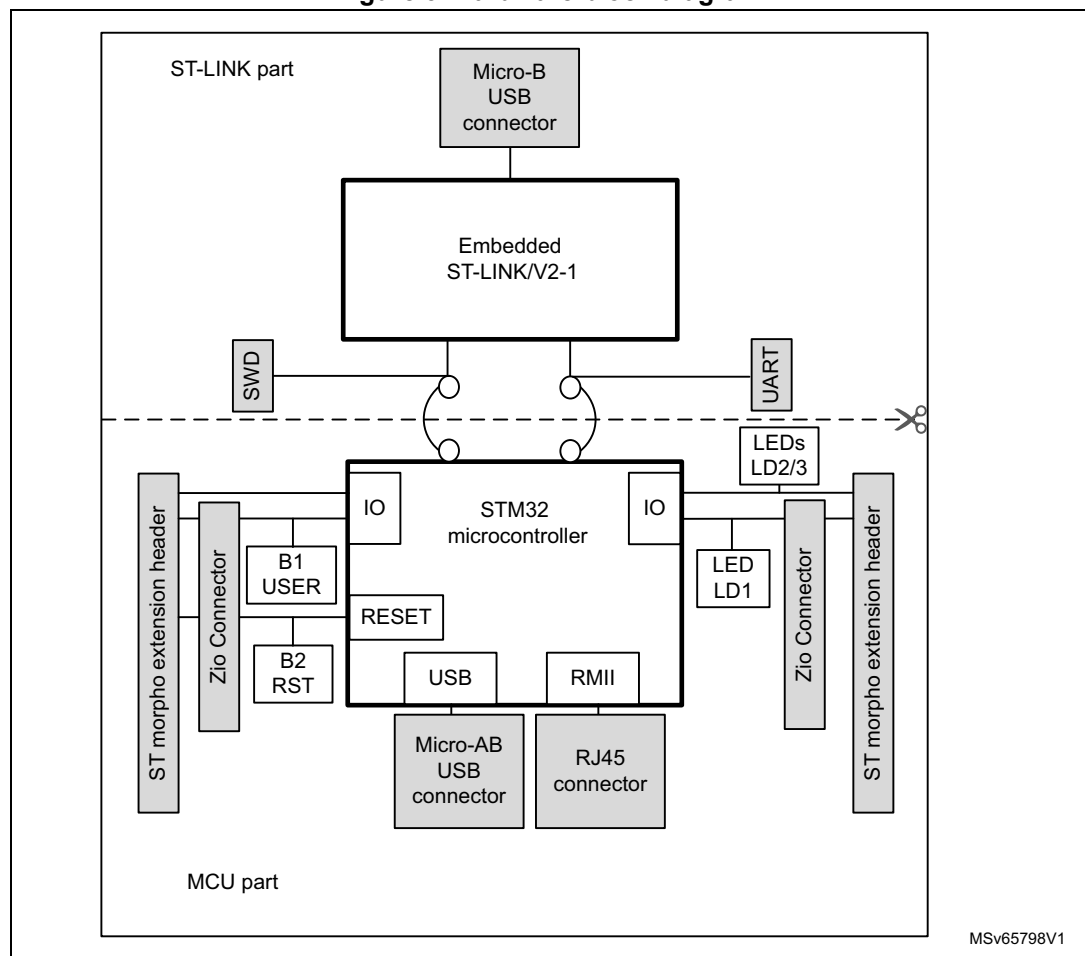 ST-LINK part
Micro-B
USB
connector
Embedded
ST-LINK/V2-1
SWD
UART
LEDs
LD2/3
IO
STM32
microcontroller
IO
ST morpho extension header
Zio Connector
B1
USER
LED
LD1
Zio Connector
ST morpho extension header
RESET
B2
RST
USB
RMII
Micro-AB
USB
connector
RJ45
connector
MCU part
MSv65798V1